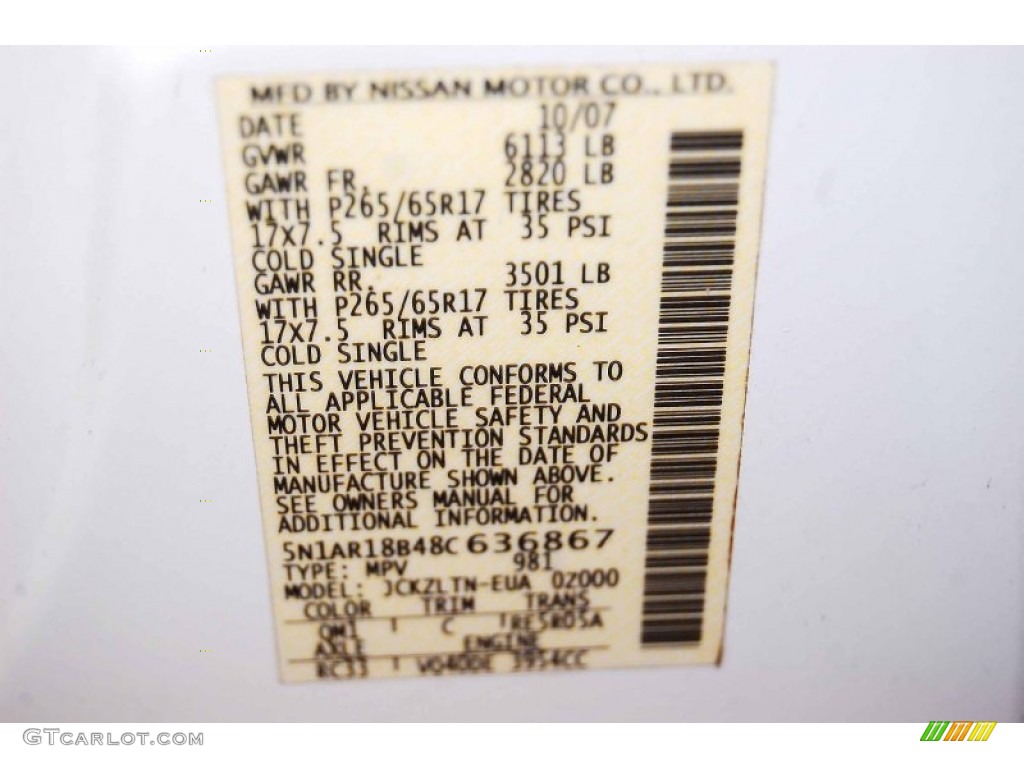 MFD BY NISSAN MOTOR CO., LTD.
DATE 10/07
GVWR 6113 LB
GAWR FR. 2820 LB
WITH P265/65R17 TIRES
17X7.5 RIMS AT 35 PSI
COLD SINGLE
GAWR RR. 3501 LB
WITH P265/65R17 TIRES
17X7.5 RIMS AT 35 PSI
COLD SINGLE
THIS VEHICLE CONFORMS TO
ALL APPLICABLE FEDERAL
MOTOR VEHICLE SAFETY AND
THEFT PREVENTION STANDARDS
IN EFFECT ON THE DATE OF
MANUFACTURE SHOWN ABOVE.
SEE OWNERS MANUAL FOR
ADDITIONAL INFORMATION.
5N1AR18B48C636867
TYPE: MPV 981
MODEL: JCKZLTN-EUA 0Z000
COLOR TRIM TRANS
QM1 C RE5R05A
AXLE ENGINE
RC33 VQ40DE 3954CC
GTCARLOT.COM